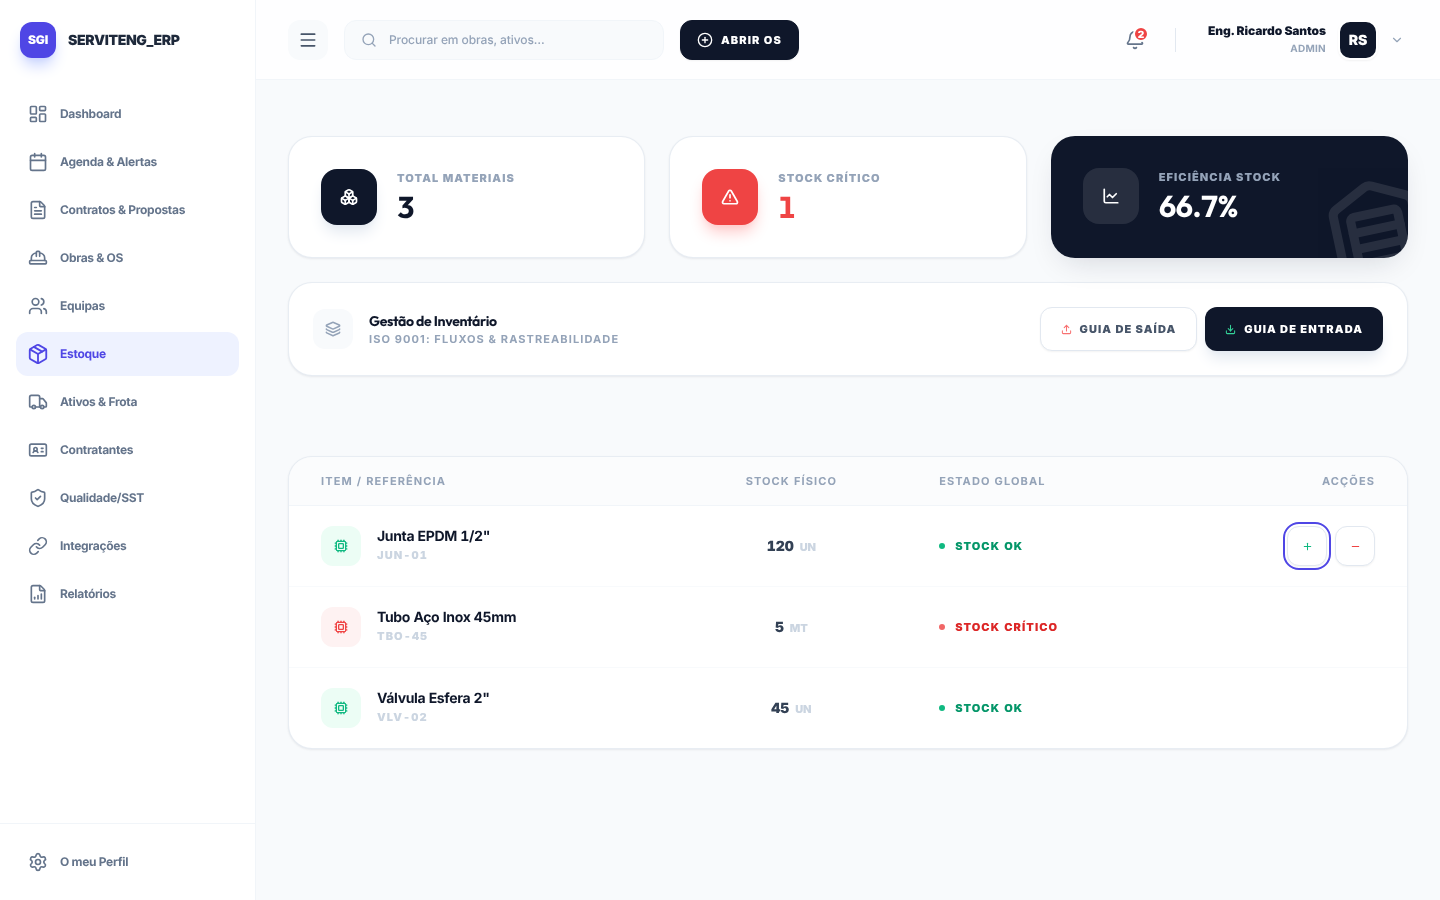 SGI
SERVITENG_ERP
Dashboard
Agenda & Alertas
Contratos & Propostas
Obras & OS
Equipas
Estoque
Ativos & Frota
Contratantes
Qualidade/SST
Integrações
Relatórios
O meu Perfil
Procurar em obras, ativos...
ABRIR OS
2
Eng. Ricardo Santos
ADMIN
RS
TOTAL MATERIAIS
3
STOCK CRÍTICO
1
EFICIÊNCIA STOCK
66.7%
Gestão de Inventário
ISO 9001: FLUXOS & RASTREABILIDADE
GUIA DE SAÍDA
GUIA DE ENTRADA
ITEM / REFERÊNCIA STOCK FÍSICO ESTADO GLOBAL ACÇÕES
Junta EPDM 1/2"
JUN-01
120 UN
STOCK OK
Tubo Aço Inox 45mm
TBO-45
5 MT
STOCK CRÍTICO
Válvula Esfera 2"
VLV-02
45 UN
STOCK OK